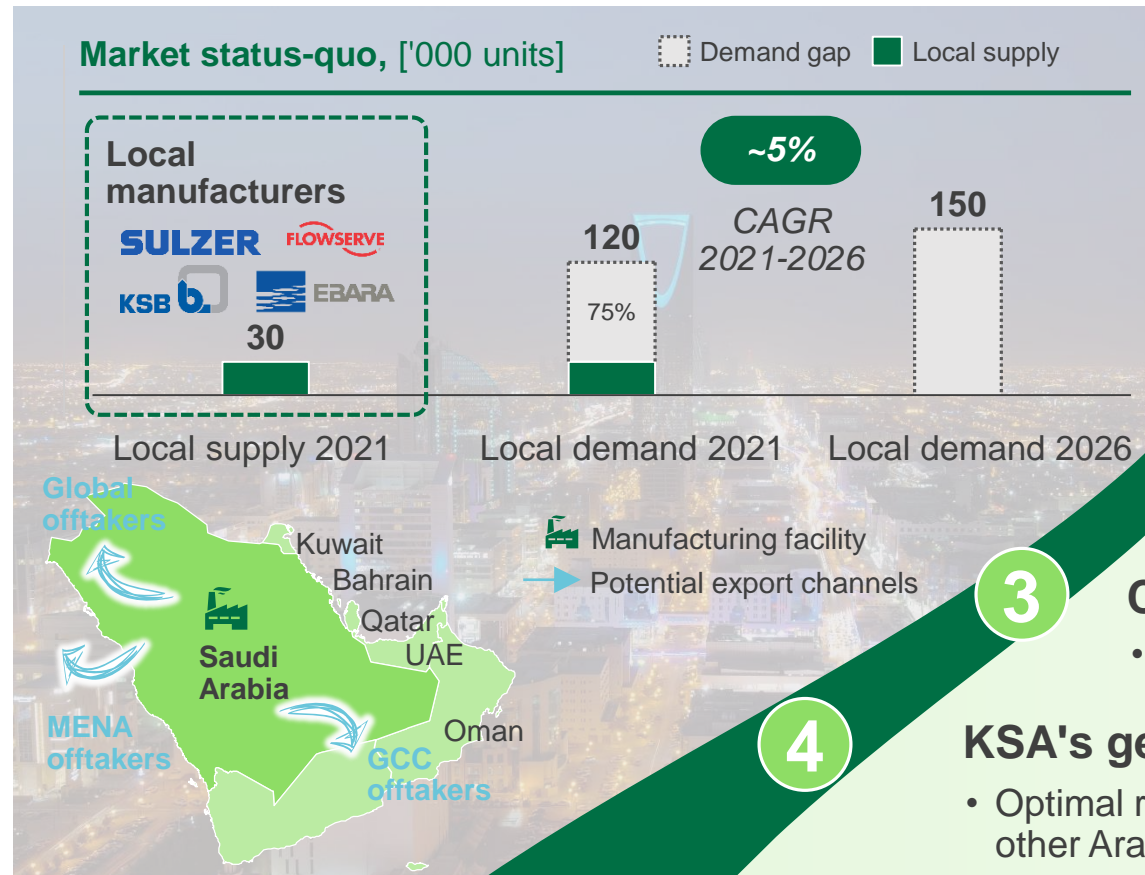 Market status-quo, ['000 units]
Demand gap
Local supply
Local
manufacturers
SULZER
FLOWSERVE
KSB b.
EBARA
30
120
75%
~5%
CAGR
2021-2026
150
Local supply 2021
Local demand 2021
Local demand 2026
Global
offtakers
Kuwait
Bahrain
Qatar
UAE
Saudi
Arabia
Oman
MENA
offtakers
GCC
offtakers
Manufacturing facility
Potential export channels
3
•
4
KSA's ge
• Optimal r
other Ara